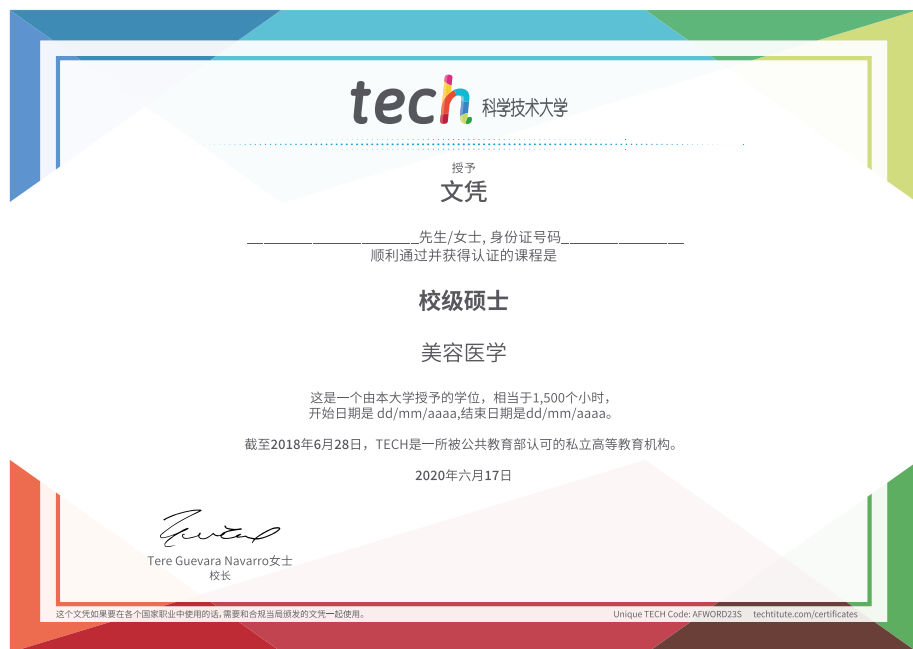 tech 科学技术大学
授予
文凭
______________________先生/女士, 身份证号码________________
顺利通过并获得认证的课程是
校级硕士
美容医学
这是一个由本大学授予的学位，相当于1,500个小时，
开始日期是 dd/mm/aaaa,结束日期是dd/mm/aaaa。
截至2018年6月28日，TECH是一所被公共教育部认可的私立高等教育机构。
2020年六月17日
Tere Guevara Navarro女士
校长
这个文凭如果要在各个国家职业中使用的话,需要和合规当局颁发的文凭一起使用。
Unique TECH Code: AFWORD23S techtitute.com/certificates